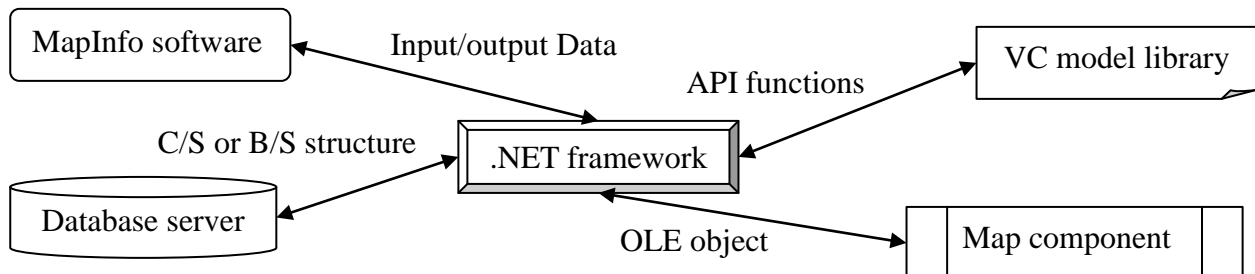 MapInfo software
Input/output Data
VC model library
API functions
C/S or B/S structure
.NET framework
Database server
OLE object
Map component